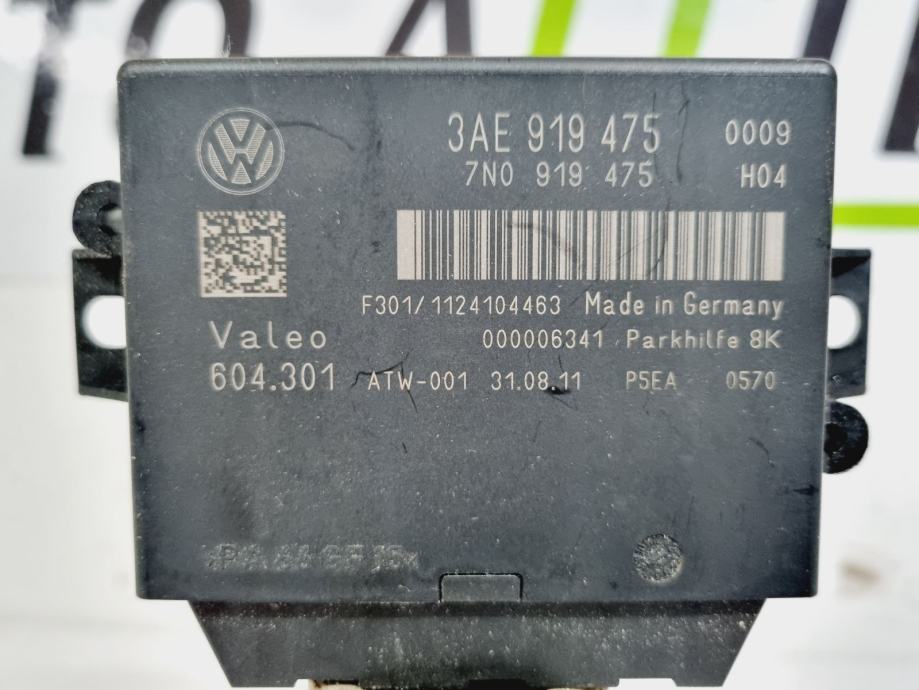 3AE 919 475 0009
7N0 919 475 H04
F301/1124104463 Made in Germany
Valeo 000006341 Parkhilfe 8K
604.301 ATW-001 31.08.11 P5EA 0570